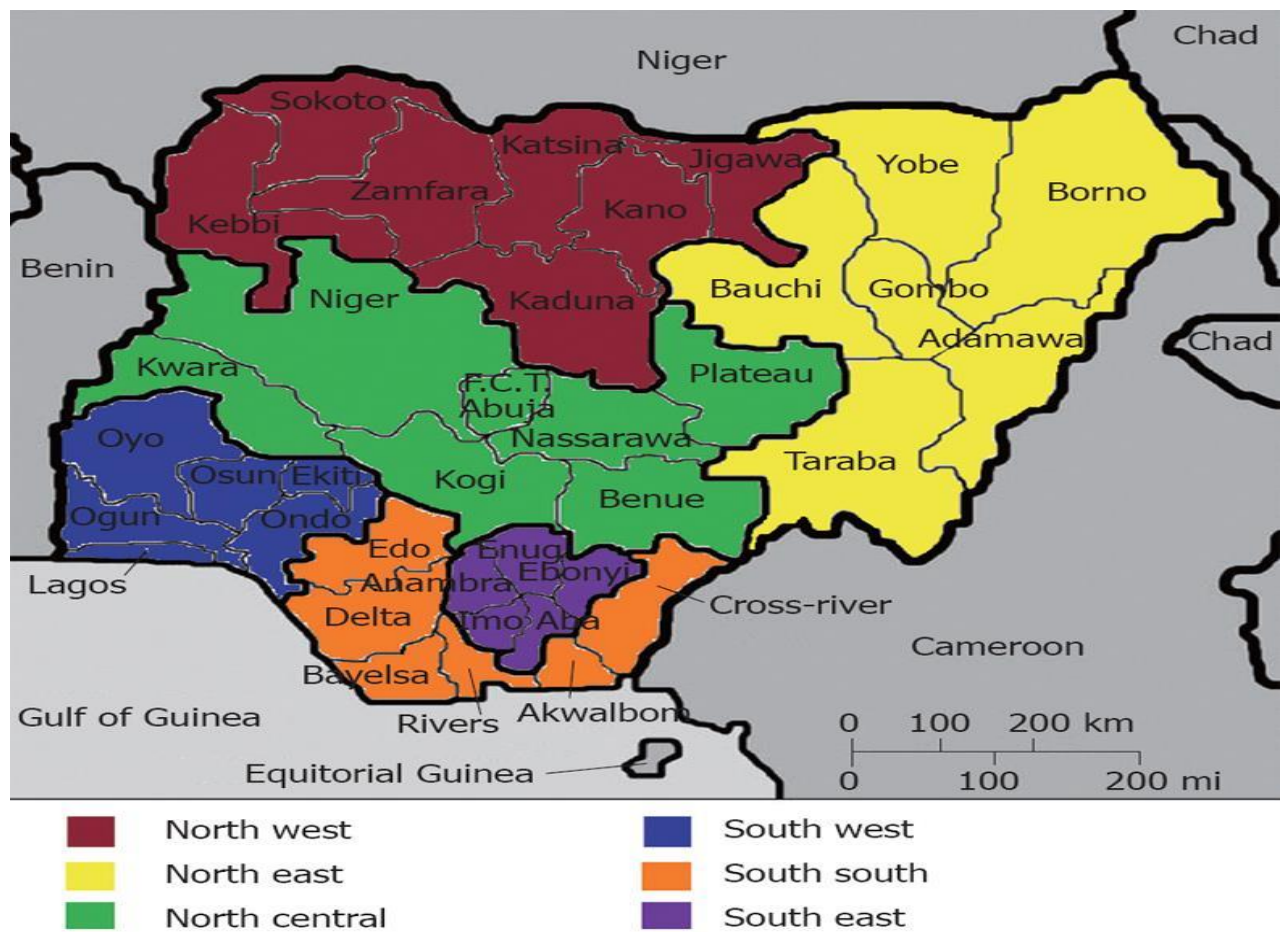 Chad
Niger
Sokoto
Katsina
Jigawa
Yobe
Borno
Zamfara
Kano
Kebbi
Benin
Niger
Kaduna
Bauchi
Gombo
Adamawa
Chad
Kwara
F.C.T.
Abuja
Plateau
Nassarawa
Oyo
Osun Ekiti
Kogi
Taraba
Benue
Ogun
Ondo
Edo
Enug
Ebonyi
Lagos
Anambra
Cross-river
Delta
Imo Aba
Cameroon
Bayelsa
Gulf of Guinea
Rivers
Akwalbom
Equitorial Guinea
0 100 200 km
0 100 200 mi
North west
North east
North central
South west
South south
South east